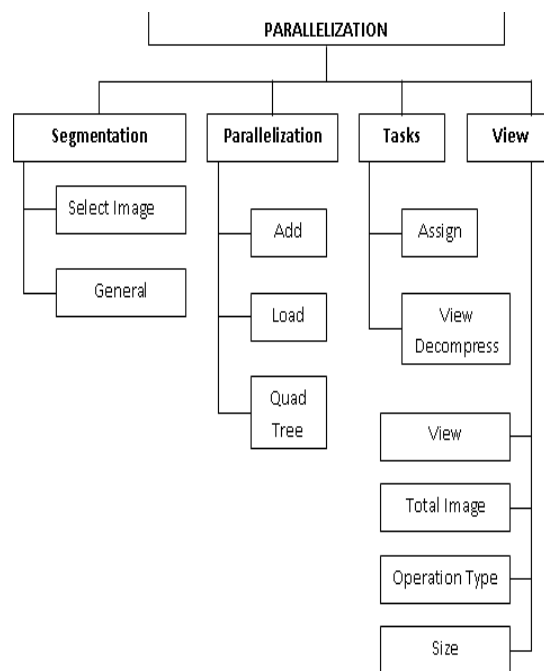 PARALLELIZATION
Segmentation
Parallelization
Tasks
View
Select Image
General
Add
Load
Quad
Tree
Assign
View
Decompress
View
Total Image
Operation Type
Size